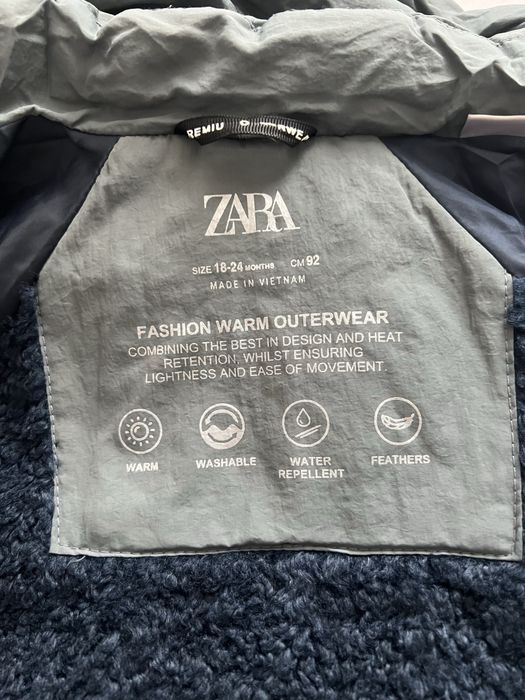 REMIU
ZARA
SIZE 18-24 MONTHS CM 92
MADE IN VIETNAM
FASHION WARM OUTERWEAR
COMBINING THE BEST IN DESIGN AND HEAT
RETENTION, WHILST ENSURING
LIGHTNESS AND EASE OF MOVEMENT.
WARM
WASHABLE
WATER
REPELLENT
FEATHERS